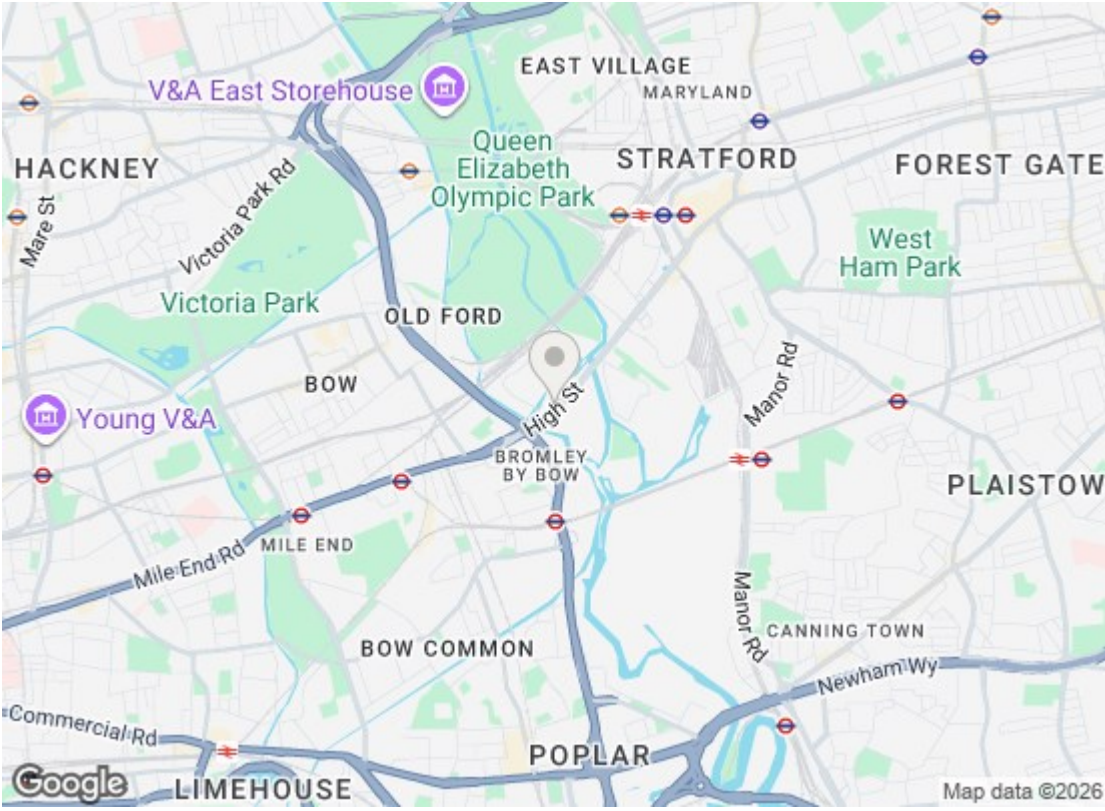 EAST VILLAGE
V&A East Storehouse
MARYLAND
Queen
Elizabeth
Olympic Park
STRATFORD
HACKNEY
FOREST GATE
Victoria Park Rd
Mare St
West
Ham Park
Victoria Park
OLD FORD
BOW
Manor Rd
Young V&A
High St
BROMLEY
BY BOW
PLAISTOW
MILE END
Mile End Rd
Manor Rd
CANNING TOWN
BOW COMMON
Newham Wy
Commercial Rd
POPLAR
Google
LIMEHOUSE
Map data ©2026